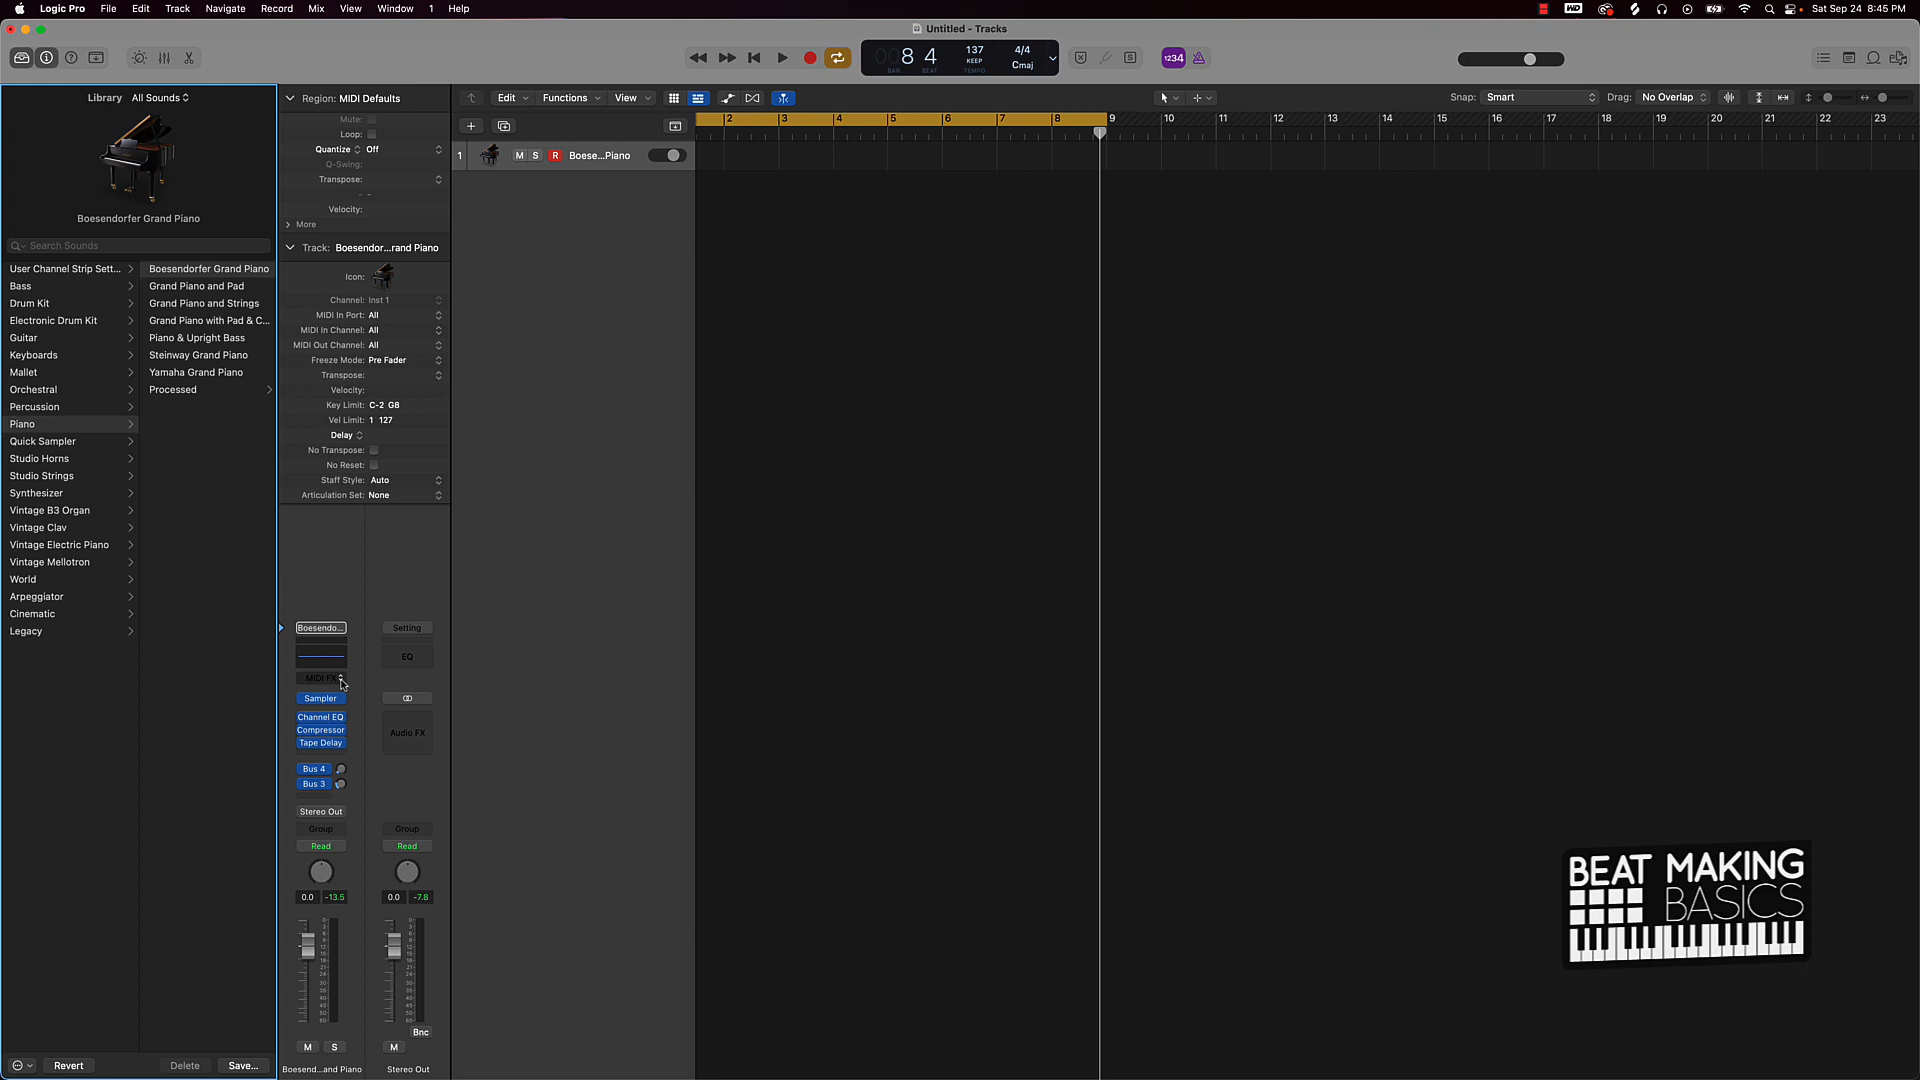 Logic Pro File Edit Track Navigate Record Mix View Window 1 Help
WD
Sat Sep 24 8:45 PM
Untitled - Tracks
008 4
BAR BEAT
137
KEEP
TEMPO
4/4
Cmaj
S
1234
Library All Sounds
Boesendorfer Grand Piano
Search Sounds
User Channel Strip Sett...
Bass
Drum Kit
Electronic Drum Kit
Guitar
Keyboards
Mallet
Orchestral
Percussion
Piano
Quick Sampler
Studio Horns
Studio Strings
Synthesizer
Vintage B3 Organ
Vintage Clav
Vintage Electric Piano
Vintage Mellotron
World
Arpeggiator
Cinematic
Legacy
Boesendorfer Grand Piano
Grand Piano and Pad
Grand Piano and Strings
Grand Piano with Pad & C...
Piano & Upright Bass
Steinway Grand Piano
Yamaha Grand Piano
Processed
Revert Delete Save...
Region: MIDI Defaults
Mute:
Loop:
Quantize Off
Q-Swing:
Transpose:
- -
Velocity:
More
Track: Boesendor...rand Piano
Icon:
Channel: Inst 1
MIDI In Port: All
MIDI In Channel: All
MIDI Out Channel: All
Freeze Mode: Pre Fader
Transpose:
Velocity:
Key Limit: C-2 G8
Vel Limit: 1 127
Delay
No Transpose:
No Reset:
Staff Style: Auto
Articulation Set: None
Boesendo... Setting
EQ
MIDI FX
Sampler
Channel EQ
Compressor
Tape Delay
Audio FX
Bus 4
Bus 3
Stereo Out
Group Group
Read Read
0.0 -13.5 0.0 -7.8
Bnc
M S M
Boesend...and Piano Stereo Out
Edit Functions View
Snap: Smart Drag: No Overlap
2 3 4 5 6 7 8 9 10 11 12 13 14 15 16 17 18 19 20 21 22 23
1 M S R Boese...Piano
BEAT MAKING
BASICS